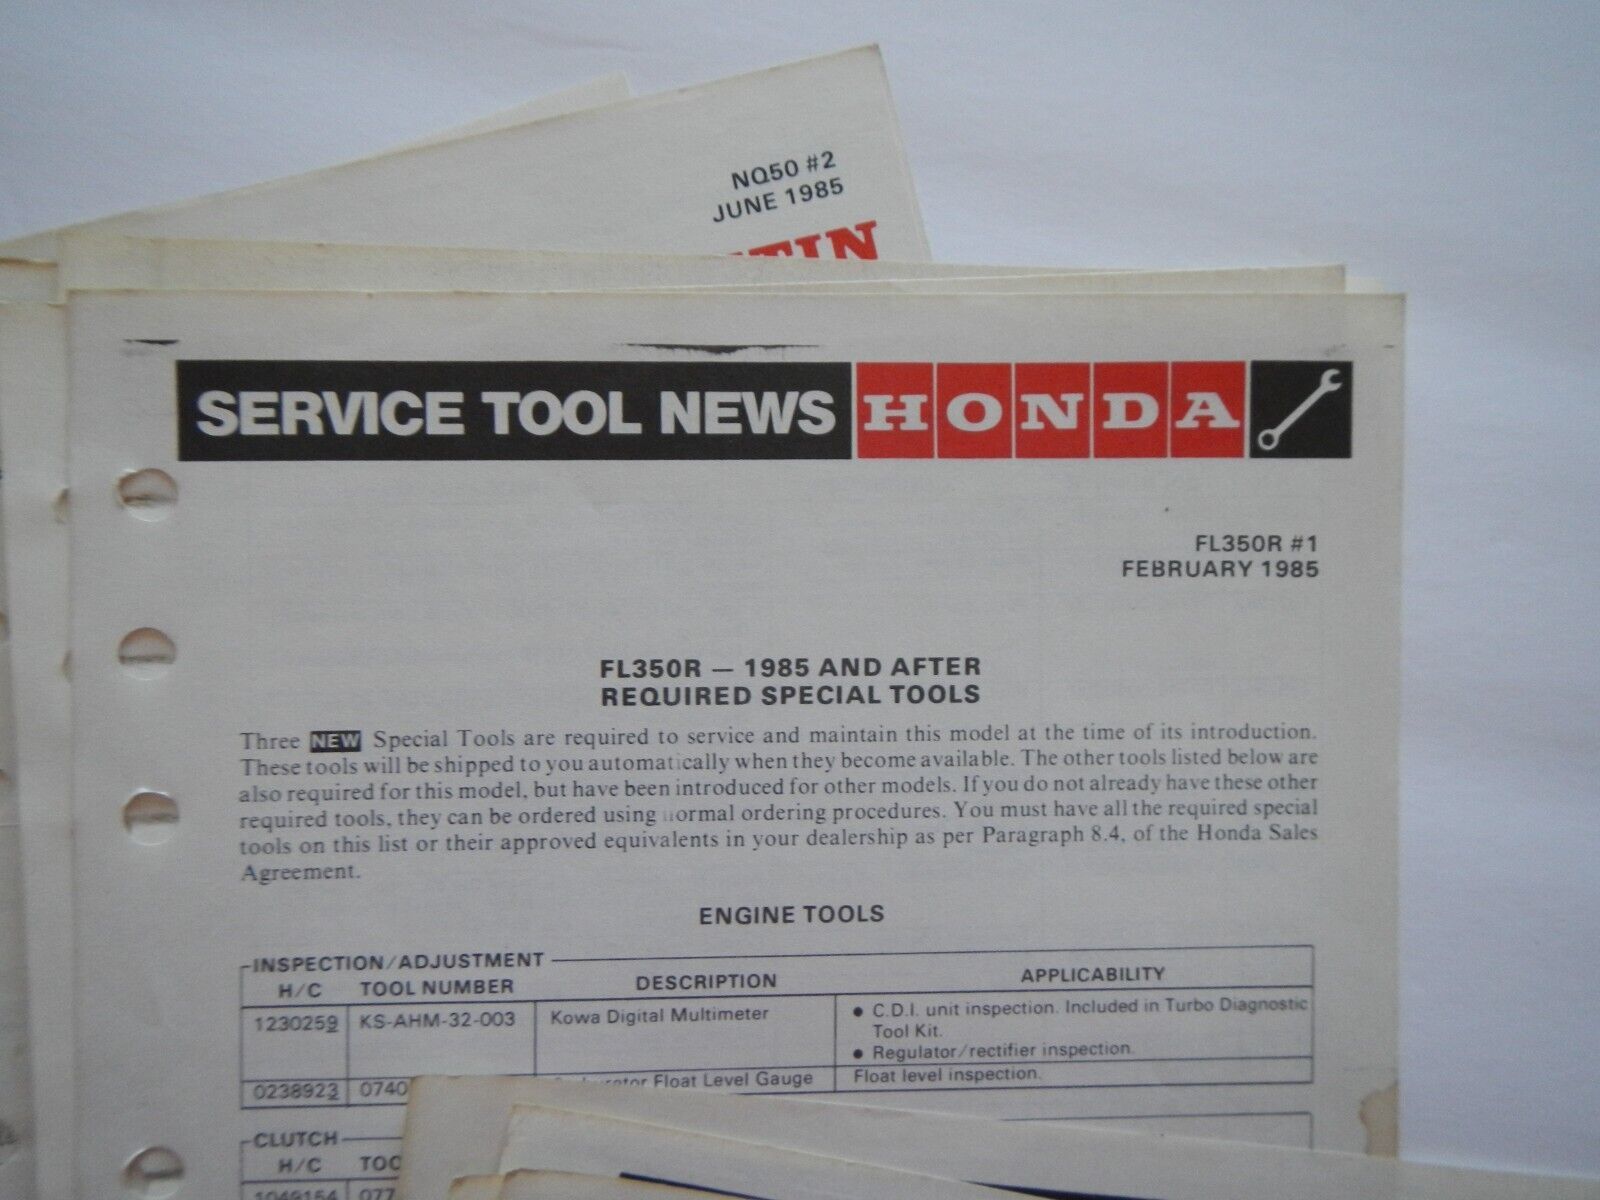 NQ50 #2
JUNE 1985
SERVICE TOOL NEWS HONDA
FL350R #1
FEBRUARY 1985
FL350R — 1985 AND AFTER
REQUIRED SPECIAL TOOLS
Three NEW Special Tools are required to service and maintain this model at the time of its introduction.
These tools will be shipped to you automatically when they become available. The other tools listed below are
also required for this model, but have been introduced for other models. If you do not already have these other
required tools, they can be ordered using normal ordering procedures. You must have all the required special
tools on this list or their approved equivalents in your dealership as per Paragraph 8.4, of the Honda Sales
Agreement.
ENGINE TOOLS
INSPECTION/ADJUSTMENT
H/C TOOL NUMBER DESCRIPTION APPLICABILITY
1230259 KS-AHM-32-003 Kowa Digital Multimeter • C.D.I. unit inspection. Included in Turbo Diagnostic
Tool Kit.
• Regulator/rectifier inspection.
0238923 0740 Float Level Gauge Float level inspection.
CLUTCH
H/C TOO
1049154 077